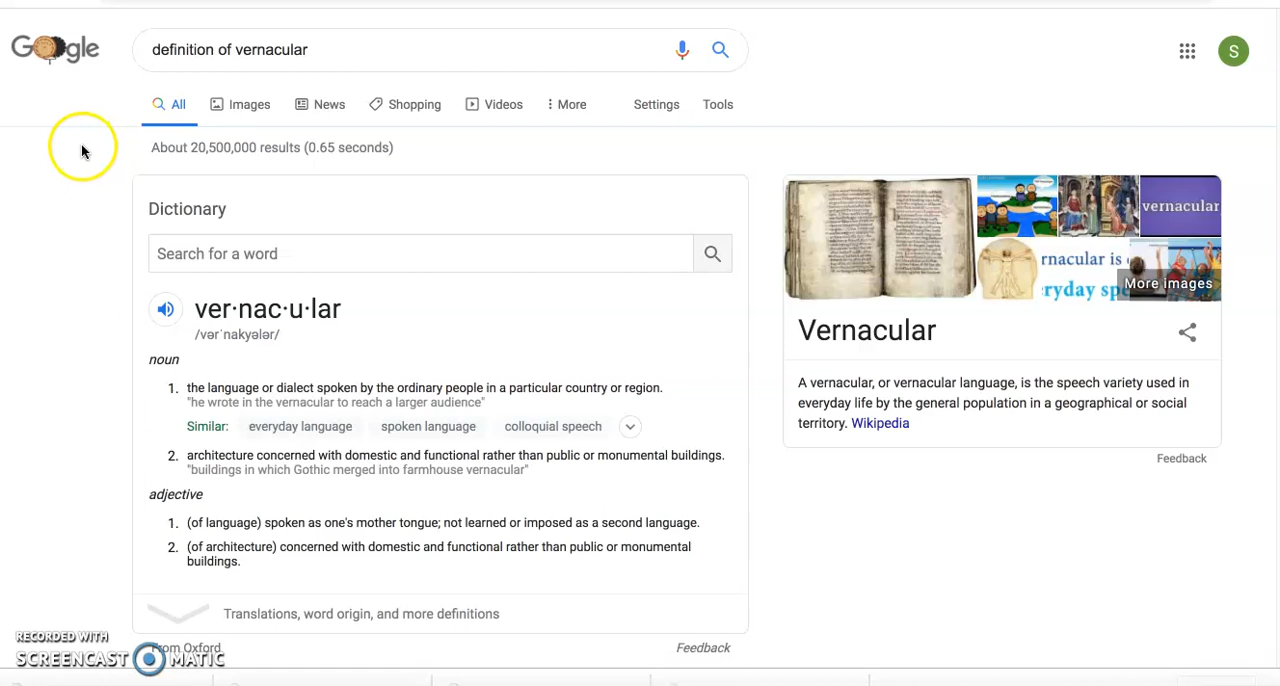 Google
definition of vernacular
S
All Images News Shopping Videos More Settings Tools
About 20,500,000 results (0.65 seconds)
Dictionary
Search for a word
ver·nac·u·lar
/vərˈnakyələr/
noun
1. the language or dialect spoken by the ordinary people in a particular country or region.
"he wrote in the vernacular to reach a larger audience"
Similar: everyday language spoken language colloquial speech
2. architecture concerned with domestic and functional rather than public or monumental buildings.
"buildings in which Gothic merged into farmhouse vernacular"
adjective
1. (of language) spoken as one's mother tongue; not learned or imposed as a second language.
2. (of architecture) concerned with domestic and functional rather than public or monumental
buildings.
Translations, word origin, and more definitions
From Oxford
Feedback
vernacular
rnacular is
ryday sp
More images
Vernacular
A vernacular, or vernacular language, is the speech variety used in
everyday life by the general population in a geographical or social
territory. Wikipedia
Feedback
RECORDED WITH
SCREENCAST MATIC